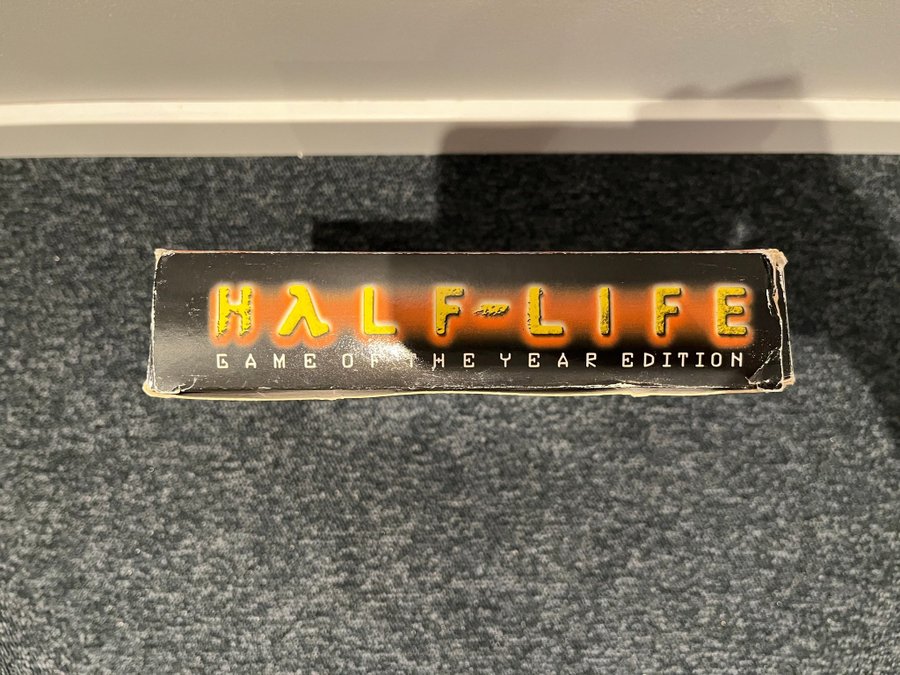 HλLF-LIFE
GAME OF THE YEAR EDITION